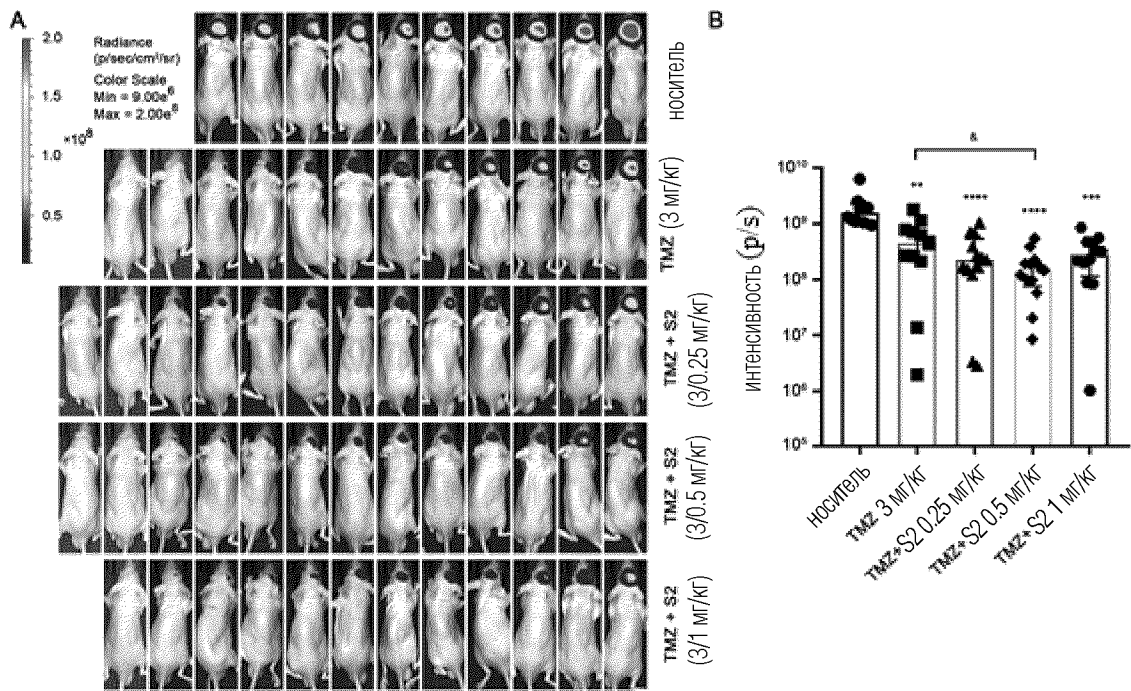 A
2.0
1.5
×10⁸
1.0
0.5
Radiance
(p/sec/cm²/sr)
Color Scale
Min = 9.00e⁶
Max = 2.00e⁸
носитель
TMZ (3 мг/кг)
TMZ + S2
(3/0.25 мг/кг)
TMZ + S2
(3/0.5 мг/кг)
TMZ + S2
(3/1 мг/кг)
B
&
** **** **** ***
интенсивность (p/s)
10¹⁰
10⁹
10⁸
10⁷
10⁶
10⁵
носитель
TMZ 3 мг/кг
TMZ+S2 0.25 мг/кг
TMZ+S2 0.5 мг/кг
TMZ+S2 1 мг/кг